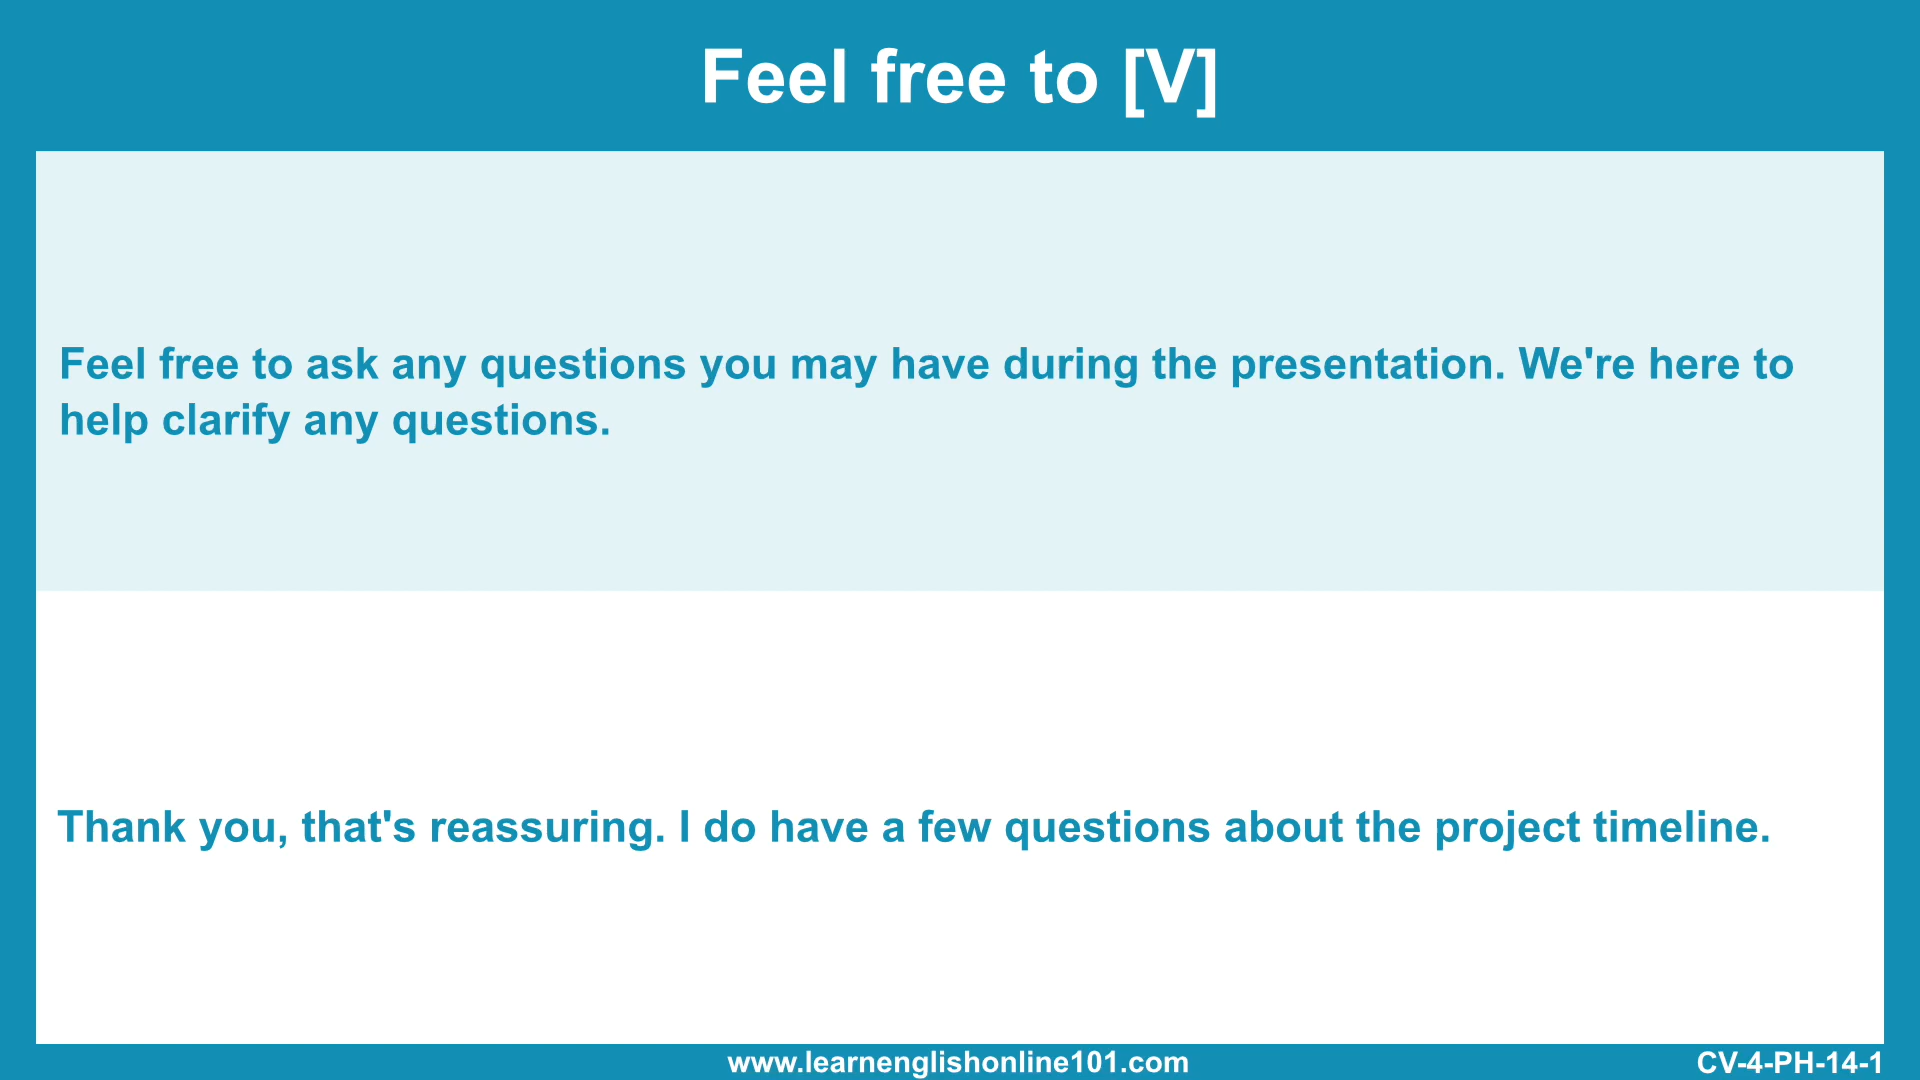 Feel free to [V]
Feel free to ask any questions you may have during the presentation. We're here to
help clarify any questions.
Thank you, that's reassuring. I do have a few questions about the project timeline.
www.learnenglishonline101.com
CV-4-PH-14-1